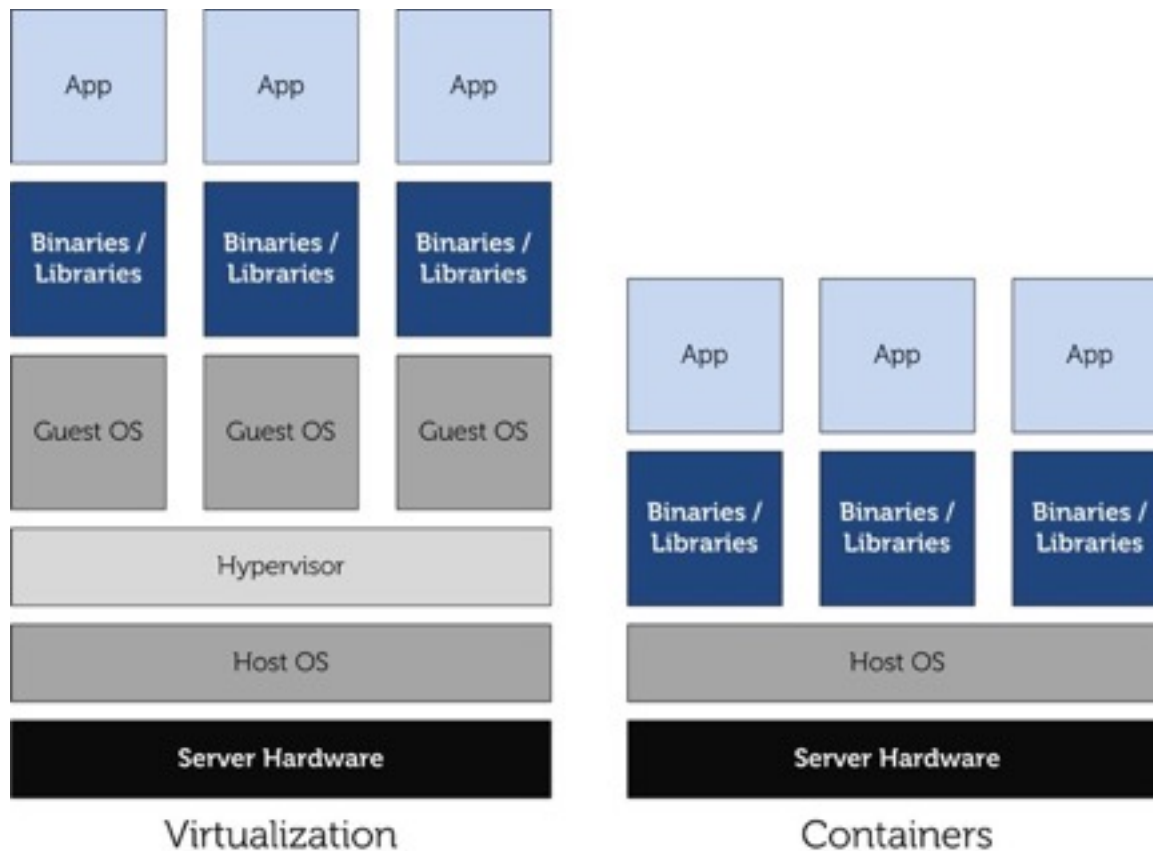 App
App
App
Binaries /
Libraries
Binaries /
Libraries
Binaries /
Libraries
Guest OS
Guest OS
Guest OS
Hypervisor
Host OS
Server Hardware
Virtualization
App
App
App
Binaries /
Libraries
Binaries /
Libraries
Binaries /
Libraries
Host OS
Server Hardware
Containers